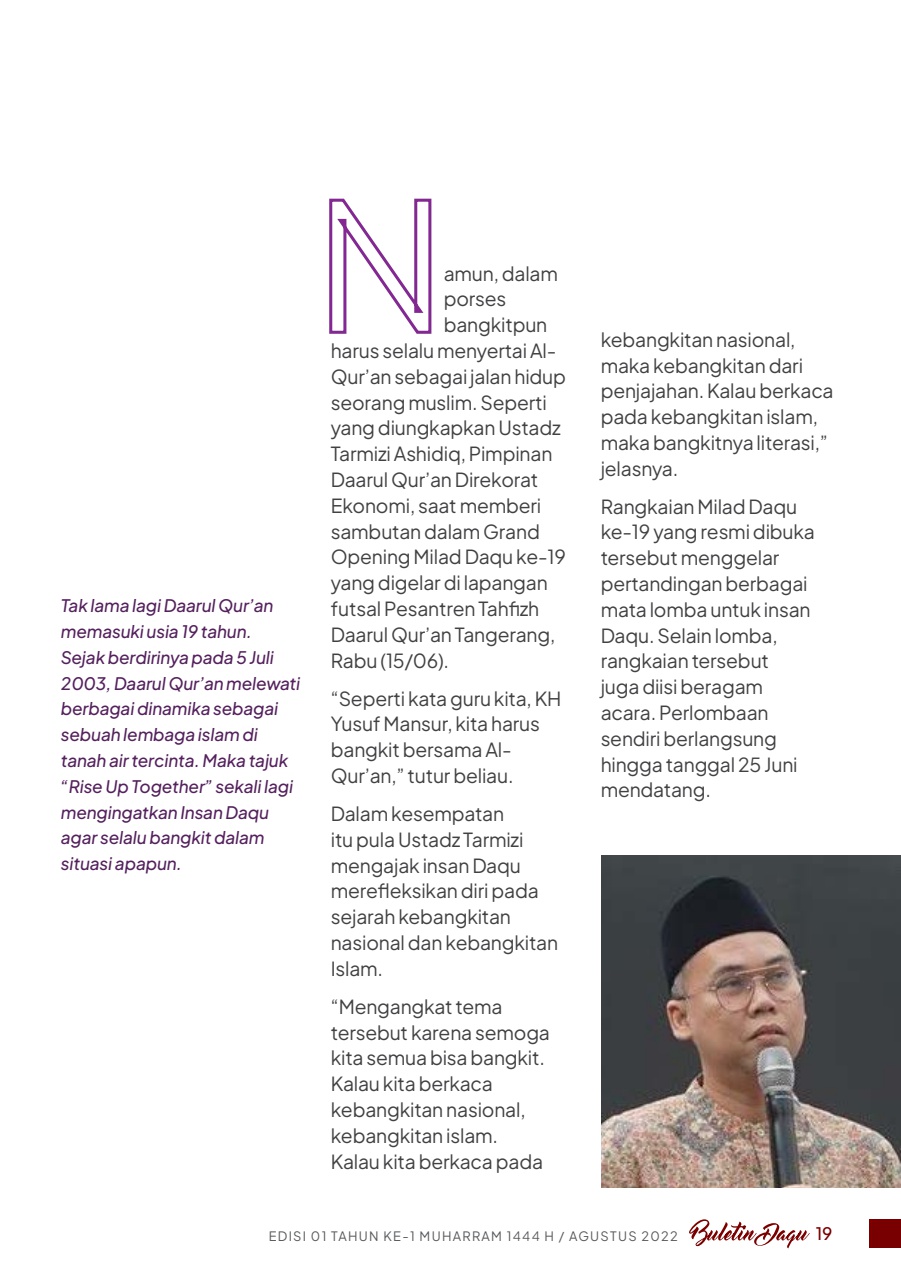 Tak lama lagi Daarul Qur’an
memasuki usia 19 tahun.
Sejak berdirinya pada 5 Juli
2003, Daarul Qur’an melewati
berbagai dinamika sebagai
sebuah lembaga islam di
tanah air tercinta. Maka tajuk
“Rise Up Together” sekali lagi
mengingatkan Insan Daqu
agar selalu bangkit dalam
situasi apapun.
Namun, dalam
porses
bangkitpun
harus selalu menyertai Al-
Qur’an sebagai jalan hidup
seorang muslim. Seperti
yang diungkapkan Ustadz
Tarmizi Ashidiq, Pimpinan
Daarul Qur’an Direkorat
Ekonomi, saat memberi
sambutan dalam Grand
Opening Milad Daqu ke-19
yang digelar di lapangan
futsal Pesantren Tahfizh
Daarul Qur’an Tangerang,
Rabu (15/06).
“Seperti kata guru kita, KH
Yusuf Mansur, kita harus
bangkit bersama Al-
Qur’an,” tutur beliau.
Dalam kesempatan
itu pula Ustadz Tarmizi
mengajak insan Daqu
merefleksikan diri pada
sejarah kebangkitan
nasional dan kebangkitan
Islam.
“Mengangkat tema
tersebut karena semoga
kita semua bisa bangkit.
Kalau kita berkaca
kebangkitan nasional,
kebangkitan islam.
Kalau kita berkaca pada
kebangkitan nasional,
maka kebangkitan dari
penjajahan. Kalau berkaca
pada kebangkitan islam,
maka bangkitnya literasi,”
jelasnya.
Rangkaian Milad Daqu
ke-19 yang resmi dibuka
tersebut menggelar
pertandingan berbagai
mata lomba untuk insan
Daqu. Selain lomba,
rangkaian tersebut
juga diisi beragam
acara. Perlombaan
sendiri berlangsung
hingga tanggal 25 Juni
mendatang.
EDISI 01 TAHUN KE-1 MUHARRAM 1444 H / AGUSTUS 2022 Buletin Daqu 19